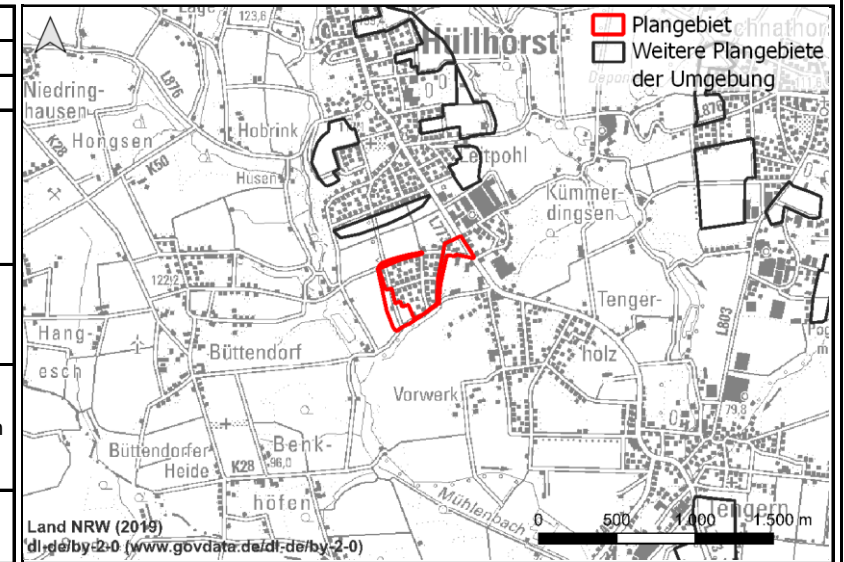 Lage
123,6
Hüllhorst
Plangebiet
Weitere Plangebiete
der Umgebung
Niedring-
hausen
L876
Hongsen
Hobrink
K28
K50
Husen
L876
Kümmer-
dingsen
L77
122,2
Tenger-
holz
Hang-
esch
Büttendorf
L803
Vorwerk
79,8
Büttendorfer
Heide
Benk-
höfen
96,0
K28
Mühlenbach
Tengern
Land NRW (2019)
dl-de/by-2-0 (www.govdata.de/dl-de/by-2-0)
0 500 1.000 1.500 m